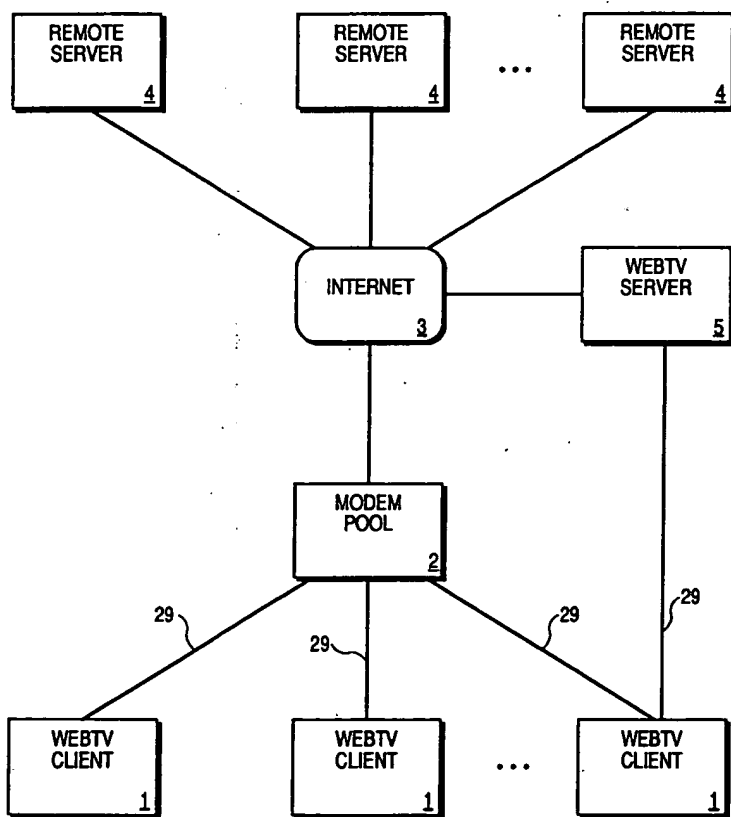 REMOTE
SERVER
4
REMOTE
SERVER
4
...
REMOTE
SERVER
4
INTERNET
3
WEBTV
SERVER
5
MODEM
POOL
2
29
29
29
29
WEBTV
CLIENT
1
WEBTV
CLIENT
1
...
WEBTV
CLIENT
1